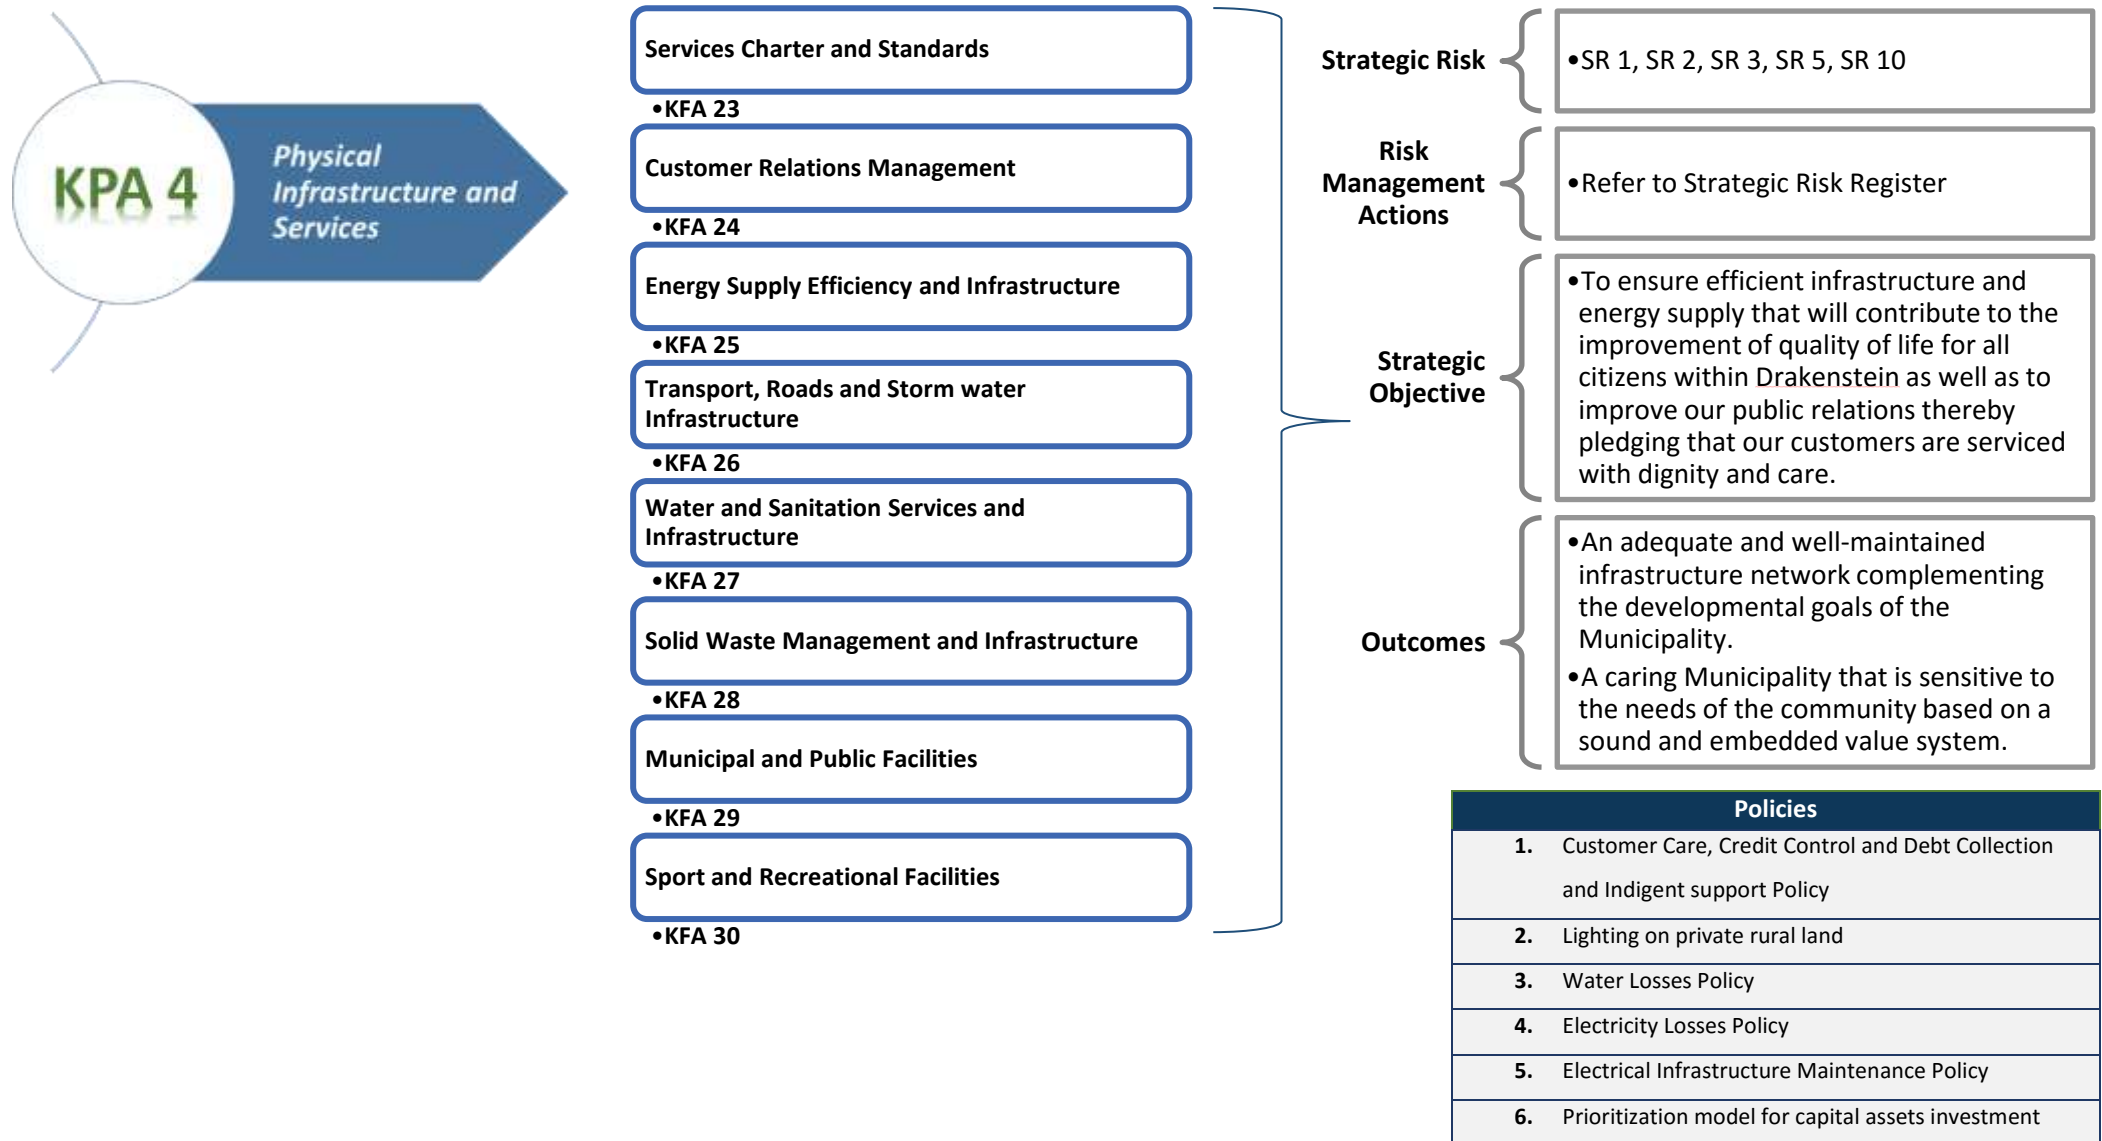 KPA 4
Physical
Infrastructure and
Services
Services Charter and Standards
•KFA 23
Customer Relations Management
•KFA 24
Energy Supply Efficiency and Infrastructure
•KFA 25
Transport, Roads and Storm water
Infrastructure
•KFA 26
Water and Sanitation Services and
Infrastructure
•KFA 27
Solid Waste Management and Infrastructure
•KFA 28
Municipal and Public Facilities
•KFA 29
Sport and Recreational Facilities
•KFA 30
Strategic Risk
•SR 1, SR 2, SR 3, SR 5, SR 10
Risk
Management
Actions
•Refer to Strategic Risk Register
Strategic
Objective
•To ensure efficient infrastructure and
energy supply that will contribute to the
improvement of quality of life for all
citizens within Drakenstein as well as to
improve our public relations thereby
pledging that our customers are serviced
with dignity and care.
Outcomes
•An adequate and well-maintained
infrastructure network complementing
the developmental goals of the
Municipality.
•A caring Municipality that is sensitive to
the needs of the community based on a
sound and embedded value system.
Policies
1. Customer Care, Credit Control and Debt Collection
and Indigent support Policy
2. Lighting on private rural land
3. Water Losses Policy
4. Electricity Losses Policy
5. Electrical Infrastructure Maintenance Policy
6. Prioritization model for capital assets investment